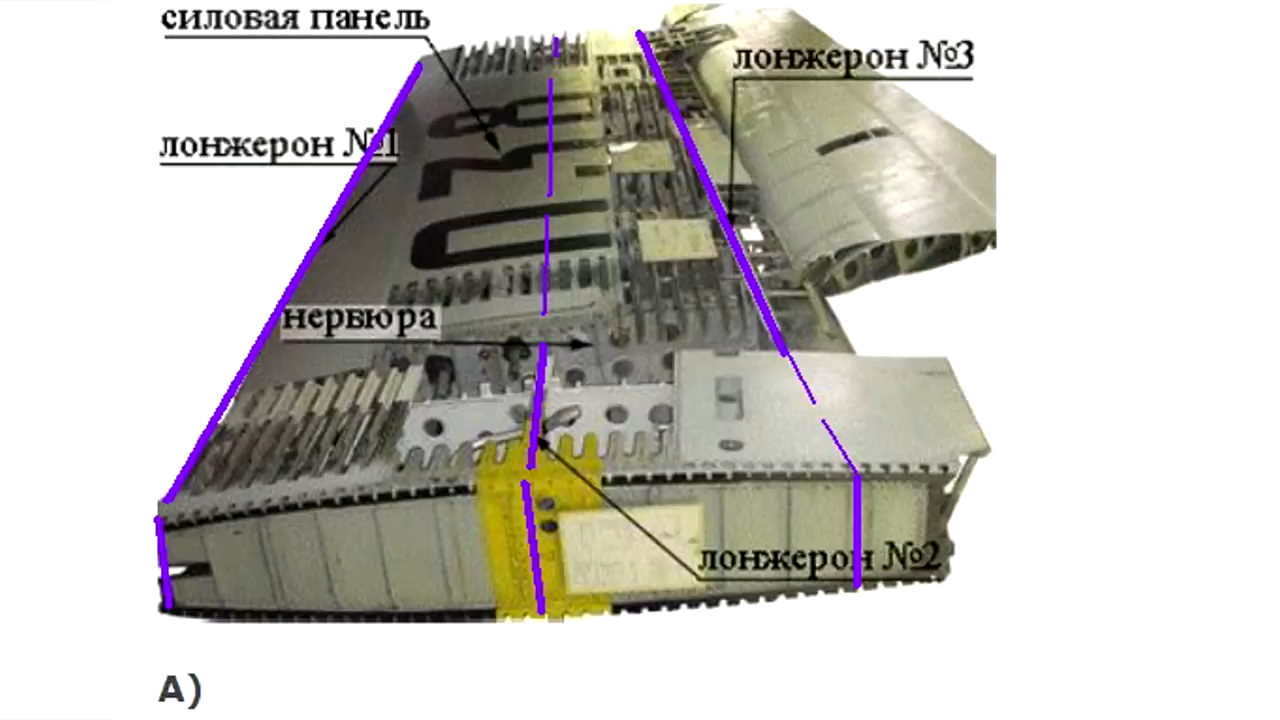 силовая панель
лонжерон №3
лонжерон №1
нервюра
лонжерон №2
А)